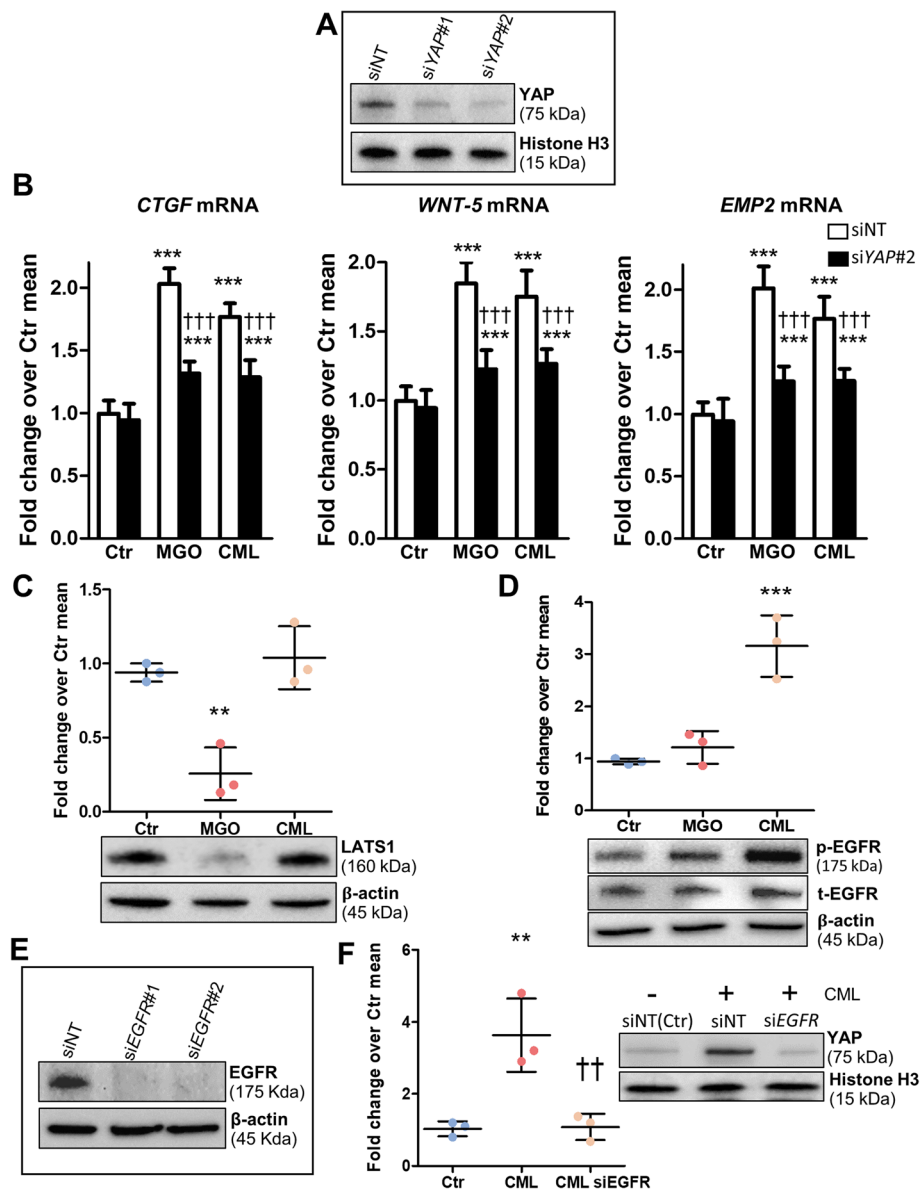 A
siNT
siYAP#1
siYAP#2
YAP
(75 kDa)
Histone H3
(15 kDa)
B
CTGF mRNA
WNT-5 mRNA
EMP2 mRNA
siNT
siYAP#2
Fold change over Ctr mean
2.0
1.5
1.0
0.5
0.0
***
***
†††
***
†††
***
Ctr MGO CML
Fold change over Ctr mean
2.0
1.5
1.0
0.5
0.0
***
***
†††
***
†††
***
Ctr MGO CML
Fold change over Ctr mean
2.0
1.5
1.0
0.5
0.0
***
***
†††
***
†††
***
Ctr MGO CML
C
Fold change over Ctr mean
1.5
1.0
0.5
0.0
**
Ctr MGO CML
LATS1
(160 kDa)
β-actin
(45 kDa)
D
Fold change over Ctr mean
4
3
2
1
0
***
Ctr MGO CML
p-EGFR
(175 kDa)
t-EGFR
β-actin
(45 kDa)
E
siNT
siEGFR#1
siEGFR#2
EGFR
(175 Kda)
β-actin
(45 Kda)
F
Fold change over Ctr mean
6
4
2
0
**
††
Ctr CML CML siEGFR
- + + CML
siNT(Ctr) siNT siEGFR
YAP
(75 kDa)
Histone H3
(15 kDa)